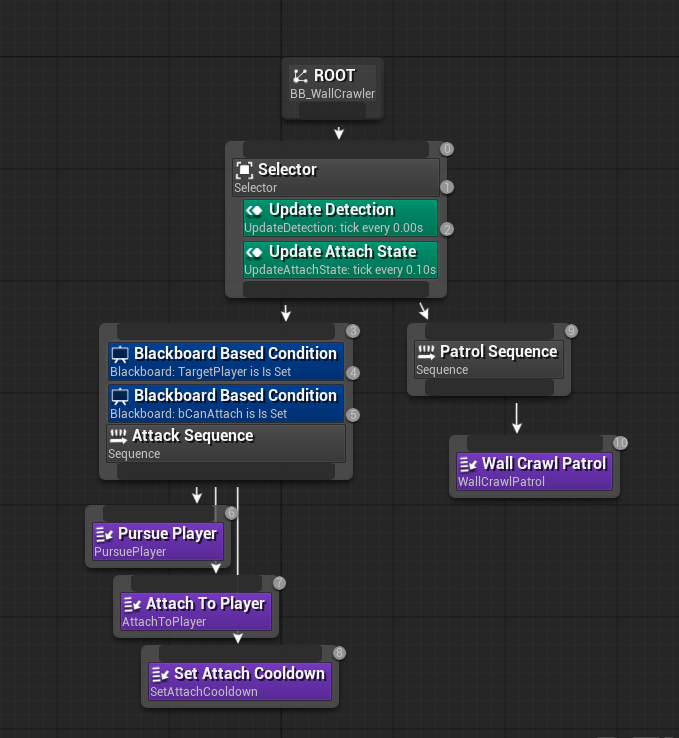 ROOT
BB_WallCrawler
0
Selector
Selector
1
Update Detection
UpdateDetection: tick every 0.00s
2
Update Attach State
UpdateAttachState: tick every 0.10s
3
Blackboard Based Condition
Blackboard: TargetPlayer is Is Set
4
Blackboard Based Condition
Blackboard: bCanAttach is Is Set
5
Attack Sequence
Sequence
9
Patrol Sequence
Sequence
10
Wall Crawl Patrol
WallCrawlPatrol
6
Pursue Player
PursuePlayer
7
Attach To Player
AttachToPlayer
8
Set Attach Cooldown
SetAttachCooldown